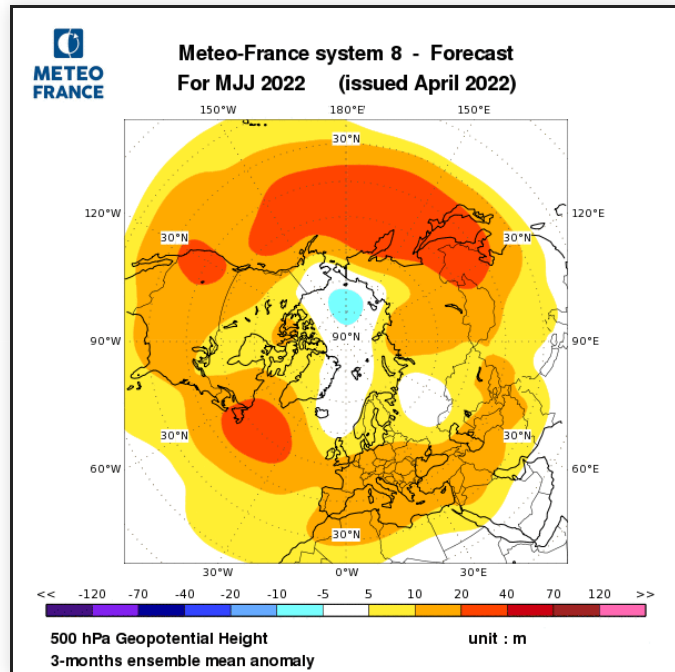 METEO
FRANCE
Meteo-France system 8 - Forecast
For MJJ 2022 (issued April 2022)
150°W 180°E 150°E
30°N
120°W 120°E
30°N 30°N
90°W 90°N 90°E
30°N 30°N
60°W 60°E
30°N
30°W 0°W 30°E
<< -120 -70 -40 -20 -10 -5 5 10 20 40 70 120 >>
500 hPa Geopotential Height unit : m
3-months ensemble mean anomaly